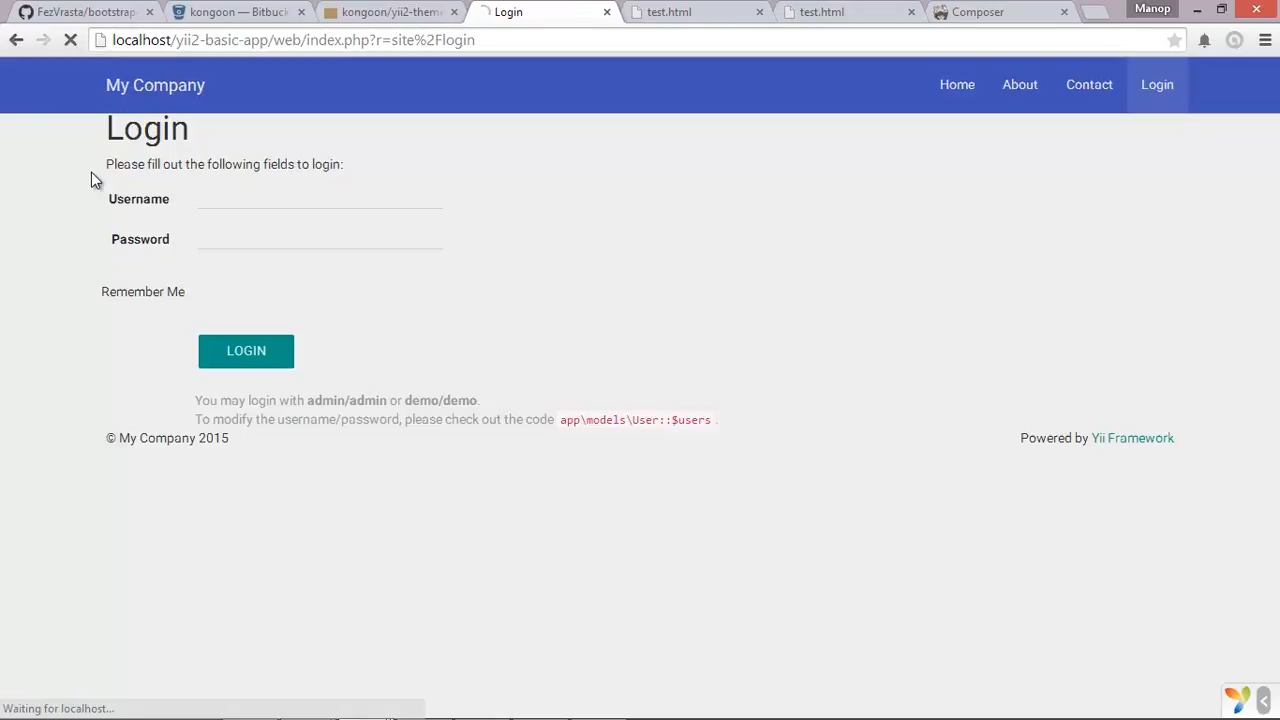 FezVrasta/bootstrap
kongoon — Bitbuck
kongoon/yii2-them
Login
test.html
test.html
Composer
Manop
localhost/yii2-basic-app/web/index.php?r=site%2Flogin
My Company
Home
About
Contact
Login
Login
Please fill out the following fields to login:
Username
Password
Remember Me
LOGIN
You may login with admin/admin or demo/demo.
To modify the username/password, please check out the code app\models\User::$users .
© My Company 2015
Powered by Yii Framework
Waiting for localhost...